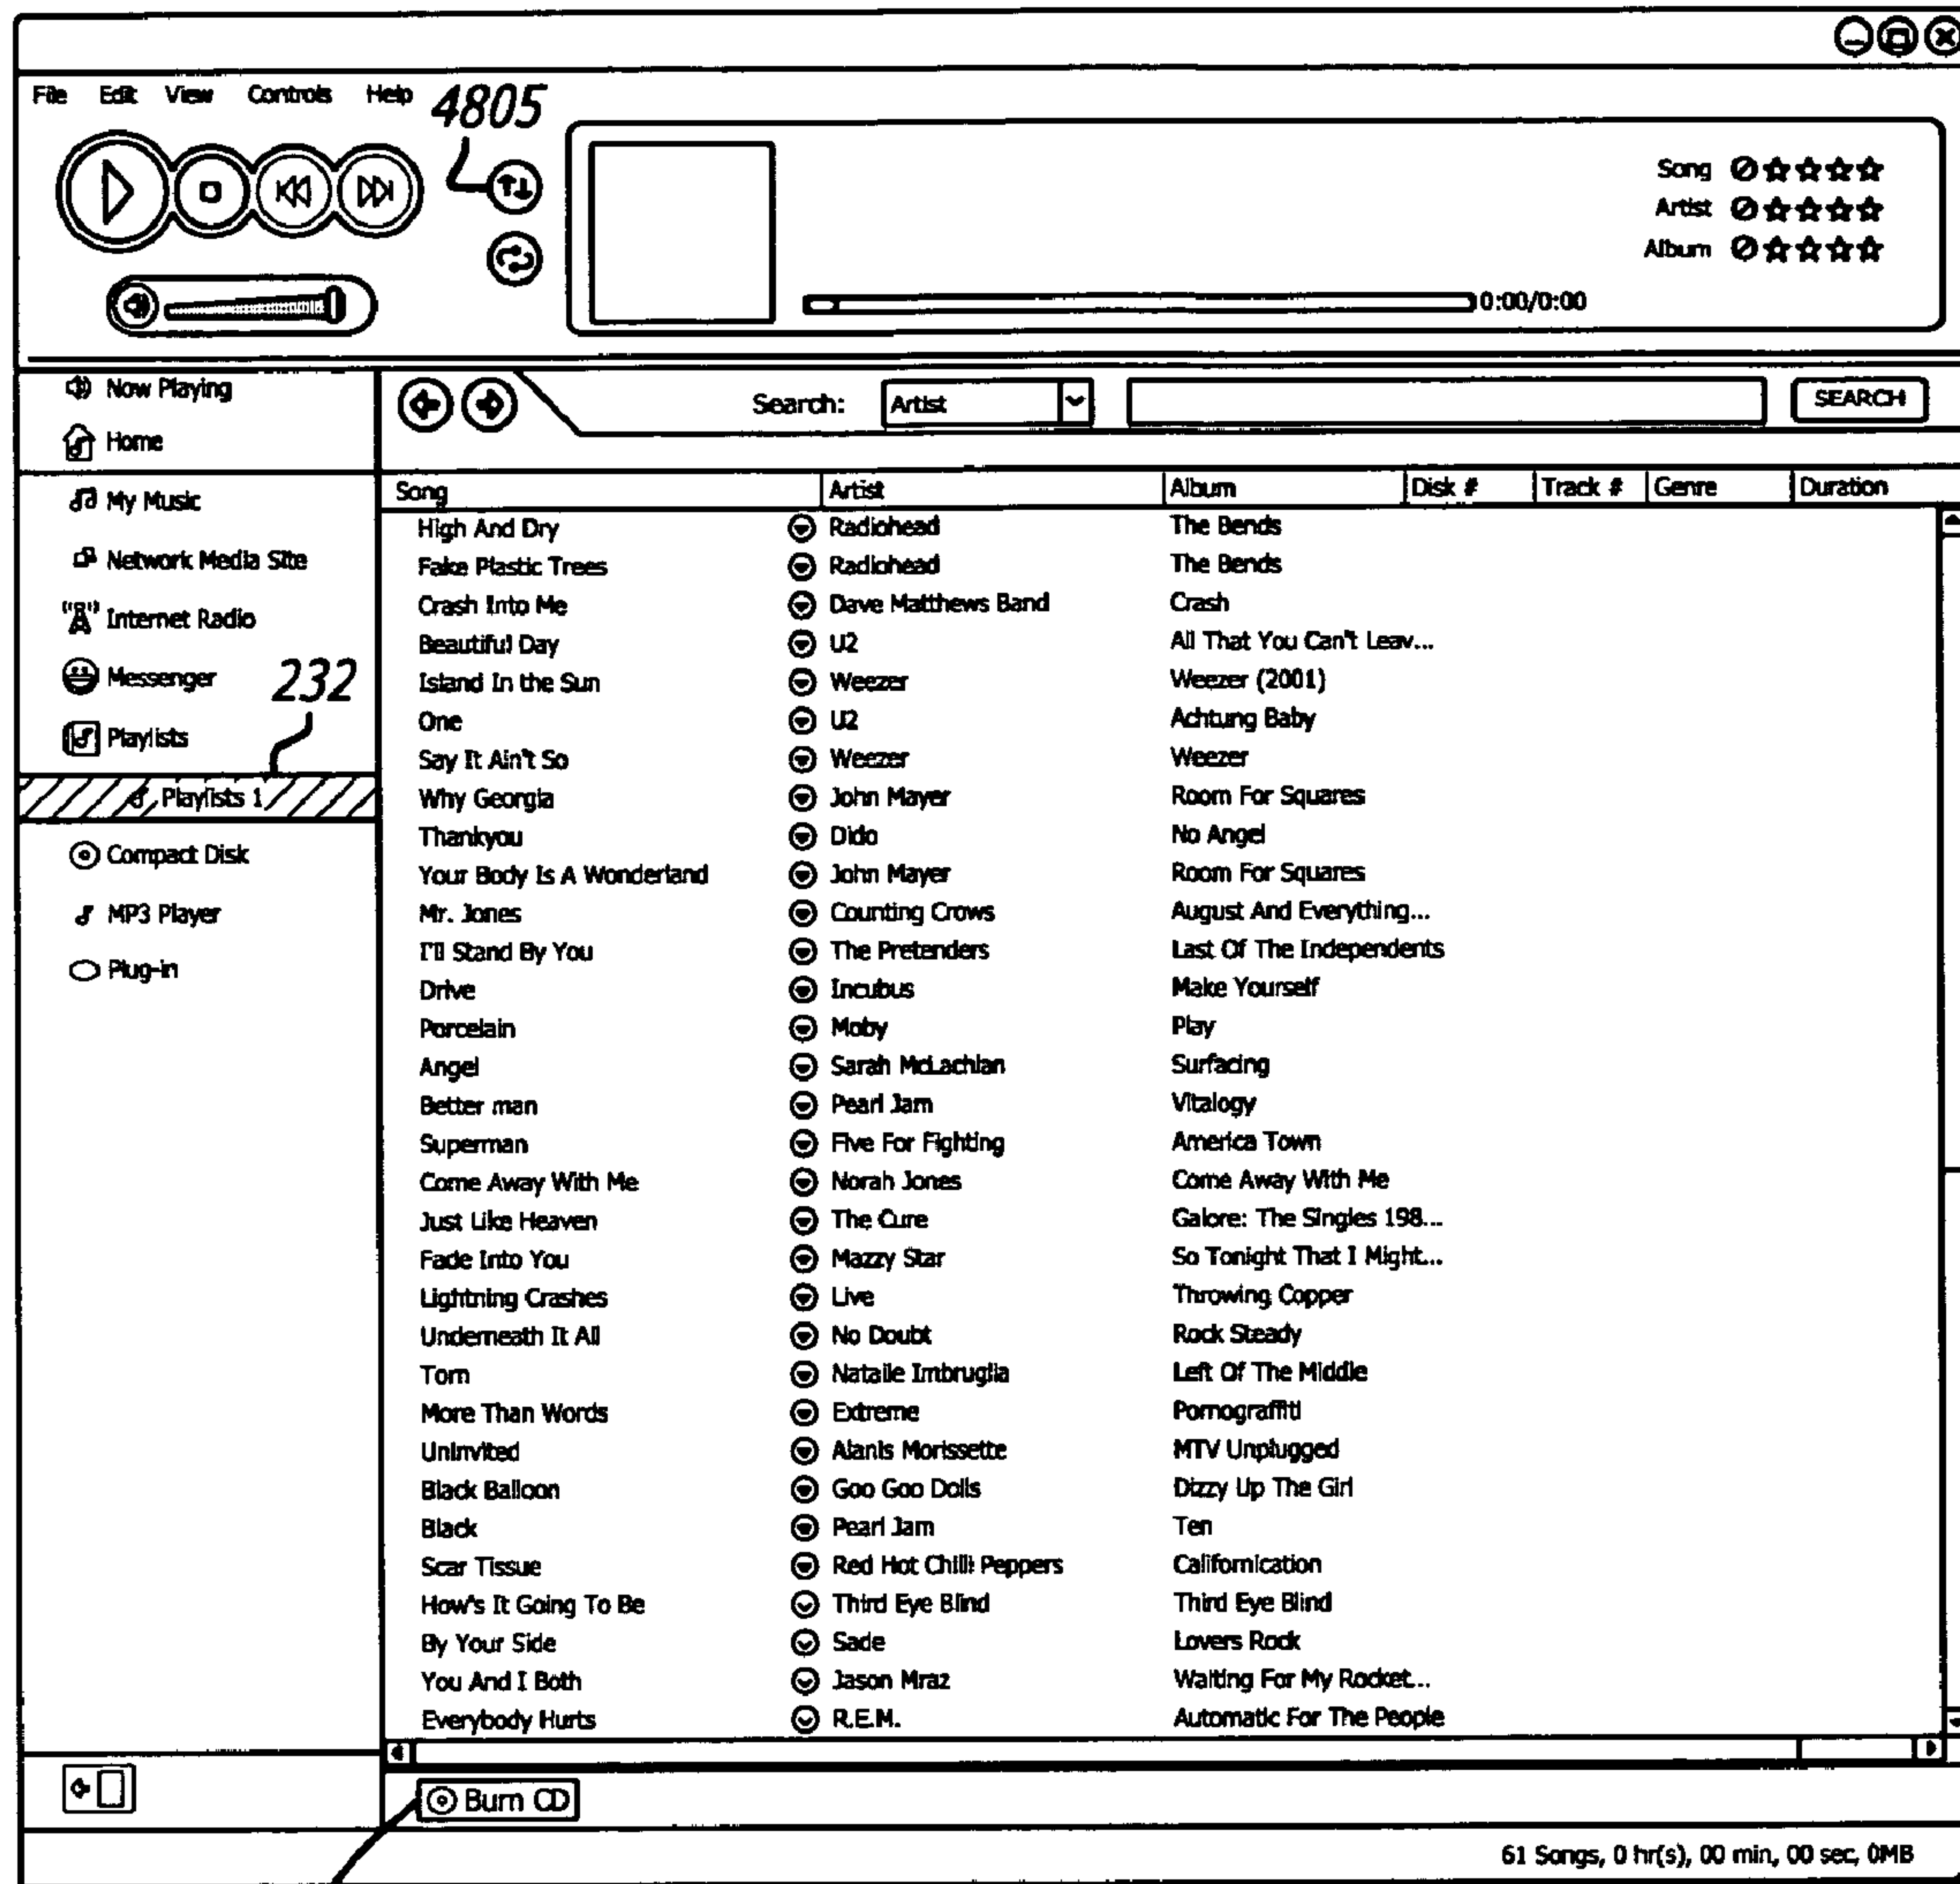 File Edit View Controls Help
4805
Song
Artist
Album
0:00/0:00
Now Playing
Home
My Music
Network Media Site
Internet Radio
Messenger
232
Playlists
Playlists 1
Compact Disk
MP3 Player
Plug-in
Search: Artist SEARCH
Song Artist Album Disk # Track # Genre Duration
High And Dry Radiohead The Bends
Fake Plastic Trees Radiohead The Bends
Crash Into Me Dave Matthews Band Crash
Beautiful Day U2 All That You Can't Leav...
Island In the Sun Weezer Weezer (2001)
One U2 Achtung Baby
Say It Ain't So Weezer Weezer
Why Georgia John Mayer Room For Squares
Thankyou Dido No Angel
Your Body Is A Wonderland John Mayer Room For Squares
Mr. Jones Counting Crows August And Everything...
I'll Stand By You The Pretenders Last Of The Independents
Drive Incubus Make Yourself
Porcelain Moby Play
Angel Sarah McLachlan Surfacing
Better man Pearl Jam Vitalogy
Superman Five For Fighting America Town
Come Away With Me Norah Jones Come Away With Me
Just Like Heaven The Cure Galore: The Singles 198...
Fade Into You Mazzy Star So Tonight That I Might...
Lightning Crashes Live Throwing Copper
Underneath It All No Doubt Rock Steady
Torn Natalie Imbruglia Left Of The Middle
More Than Words Extreme Pornograffiti
Uninvited Alanis Morissette MTV Unplugged
Black Balloon Goo Goo Dolls Dizzy Up The Girl
Black Pearl Jam Ten
Scar Tissue Red Hot Chilli Peppers Californication
How's It Going To Be Third Eye Blind Third Eye Blind
By Your Side Sade Lovers Rock
You And I Both Jason Mraz Waiting For My Rocket...
Everybody Hurts R.E.M. Automatic For The People
Burn CD
61 Songs, 0 hr(s), 00 min, 00 sec, 0MB